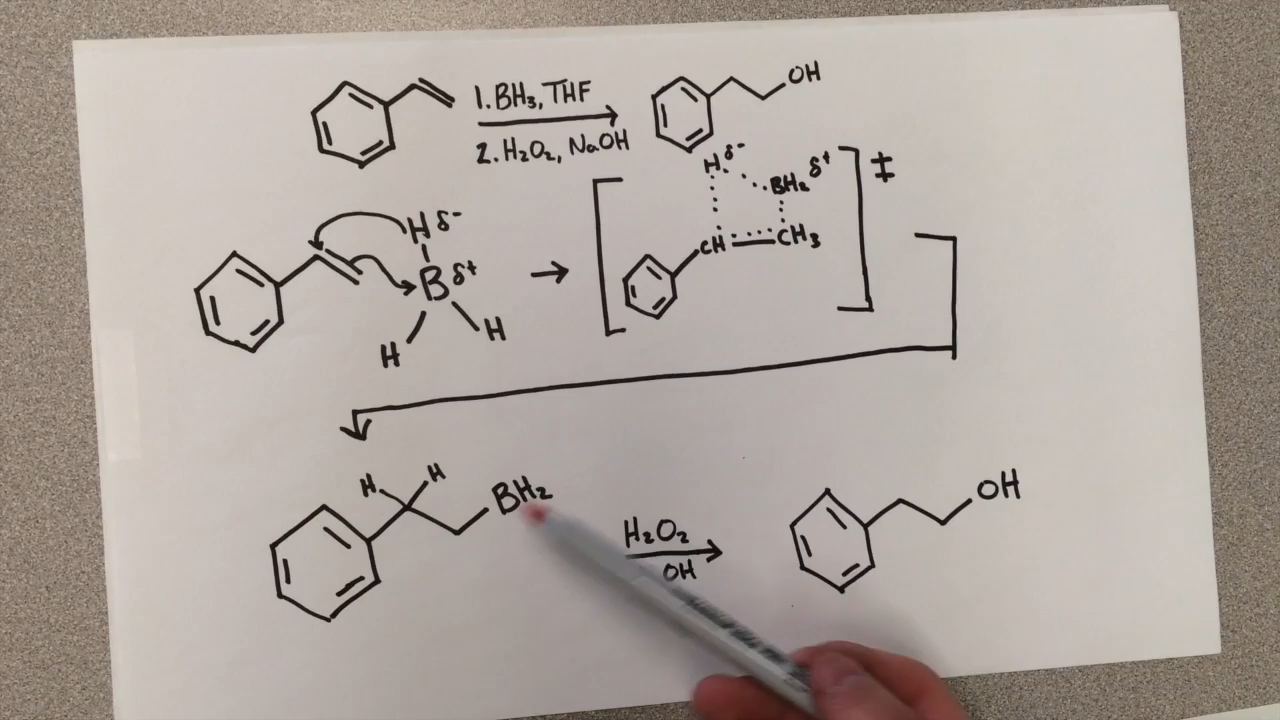 1. BH₃, THF
2. H₂O₂, NaOH
OH
H δ⁻
BH₂ δ⁺
CH
CH₃
‡
H δ⁻
B δ⁺
H
H
H
H
BH₂
H₂O₂
OH
OH